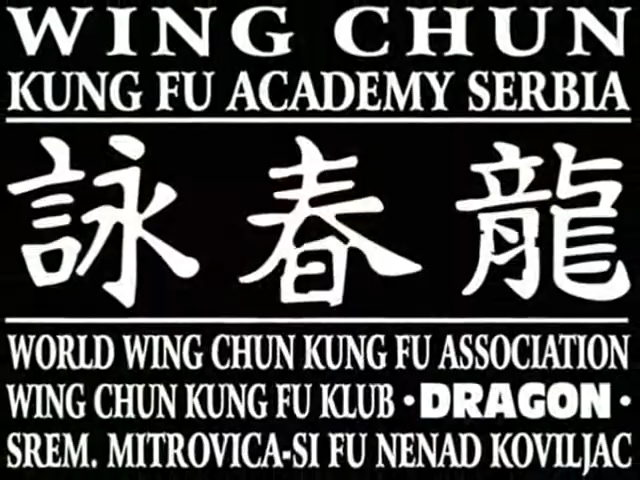 WING CHUN
KUNG FU ACADEMY SERBIA
詠春龍
WORLD WING CHUN KUNG FU ASSOCIATION
WING CHUN KUNG FU KLUB • DRAGON •
SREM. MITROVICA-SI FU NENAD KOVILJAC